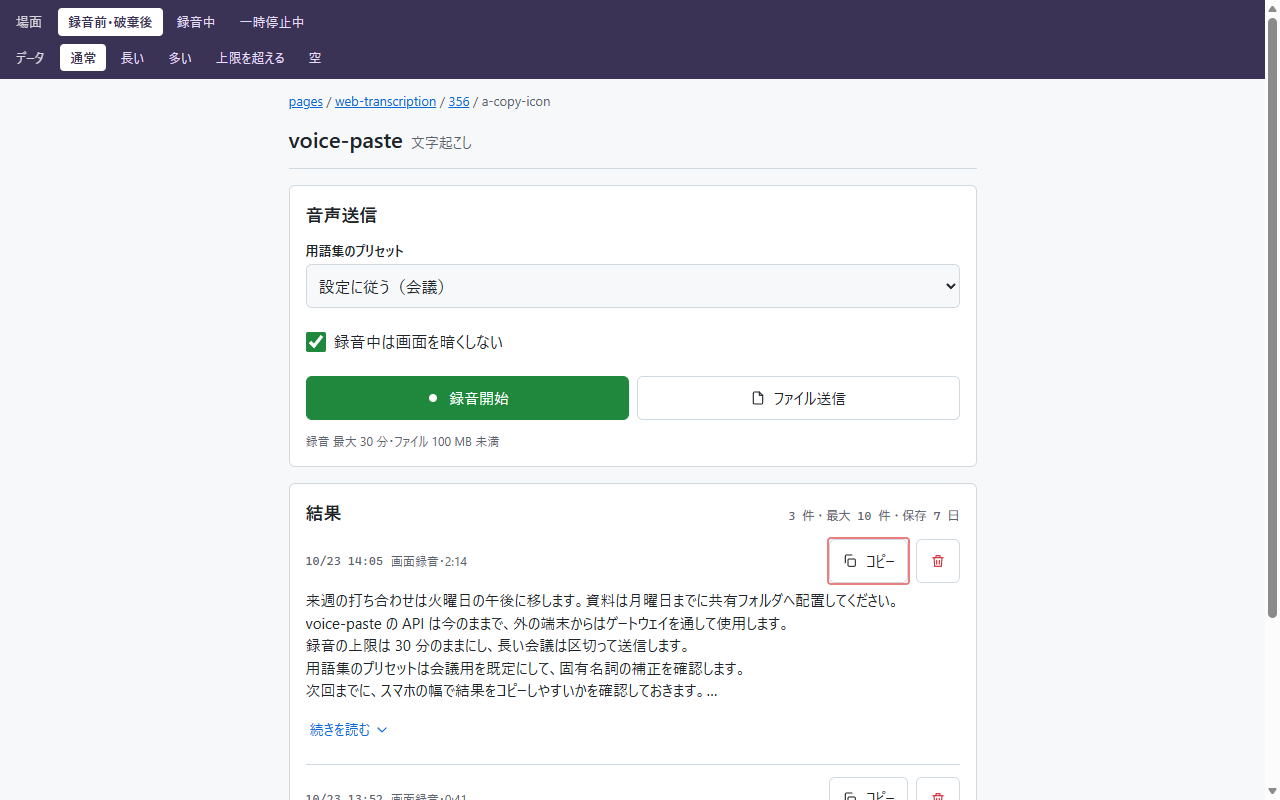 場面 録音前・破棄後 録音中 一時停止中
データ 通常 長い 多い 上限を超える 空
pages / web-transcription / 356 / a-copy-icon
voice-paste 文字起こし
音声送信
用語集のプリセット
設定に従う（会議）
録音中は画面を暗くしない
録音開始 ファイル送信
録音 最大 30 分・ファイル 100 MB 未満
結果 3 件・最大 10 件・保存 7 日
10/23 14:05 画面録音・2:14 コピー
来週の打ち合わせは火曜日の午後に移します。資料は月曜日までに共有フォルダへ配置してください。
voice-paste の API は今のままで、外の端末からはゲートウェイを通して使用します。
録音の上限は 30 分のままにし、長い会議は区切って送信します。
用語集のプリセットは会議用を既定にして、固有名詞の補正を確認します。
次回までに、スマホの幅で結果をコピーしやすいかを確認しておきます。…
続きを読む
10/23 13:52 画面録音・0:41 コピー